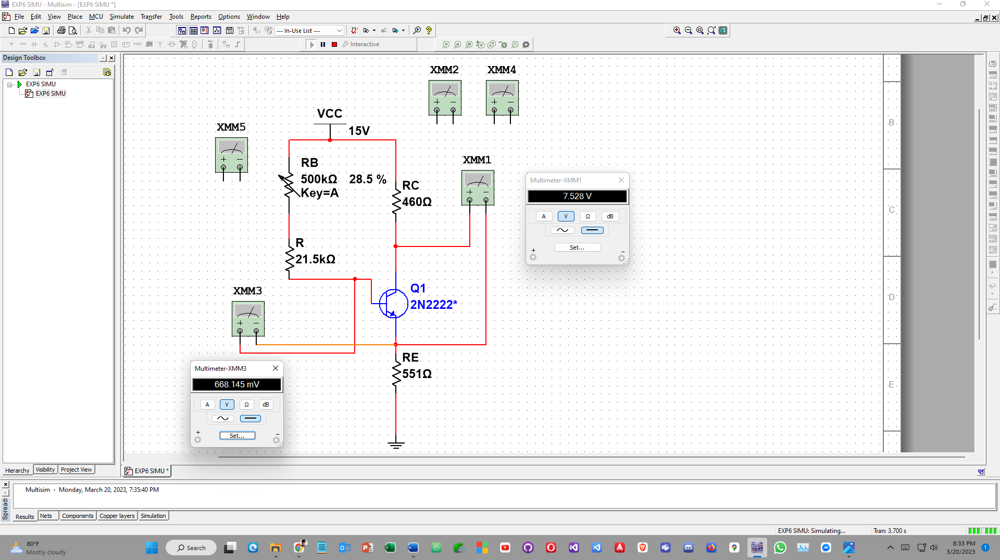 EXP6 SIMU - Multisim - [EXP6 SIMU *]
File Edit View Place MCU Simulate Transfer Tools Reports Options Window Help
--- In-Use List ---
Interactive
Design Toolbox
EXP6 SIMU
EXP6 SIMU
XMM2 XMM4
VCC
15V
XMM5
XMM1
RB
500kΩ 28.5 %
Key=A
RC
460Ω
Multimeter-XMM1
7.528 V
A V Ω dB
Set...
+ −
R
21.5kΩ
Q1
2N2222*
XMM3
RE
551Ω
Multimeter-XMM3
668.145 mV
A V Ω dB
Set...
+ −
B
C
D
E
Hierarchy Visibility Project View
EXP6 SIMU *
Multisim - Monday, March 20, 2023, 7:35:40 PM
Spread:
Results Nets Components Copper layers Simulation
EXP6 SIMU: Simulating... Tran: 3.700 s
80°F
Mostly cloudy
Search
8:33 PM
3/20/2023
1